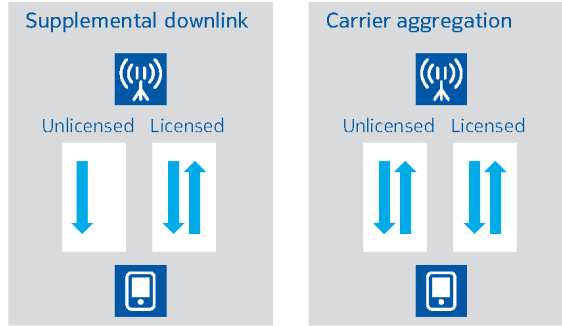 Supplemental downlink
Unlicensed Licensed
Carrier aggregation
Unlicensed Licensed